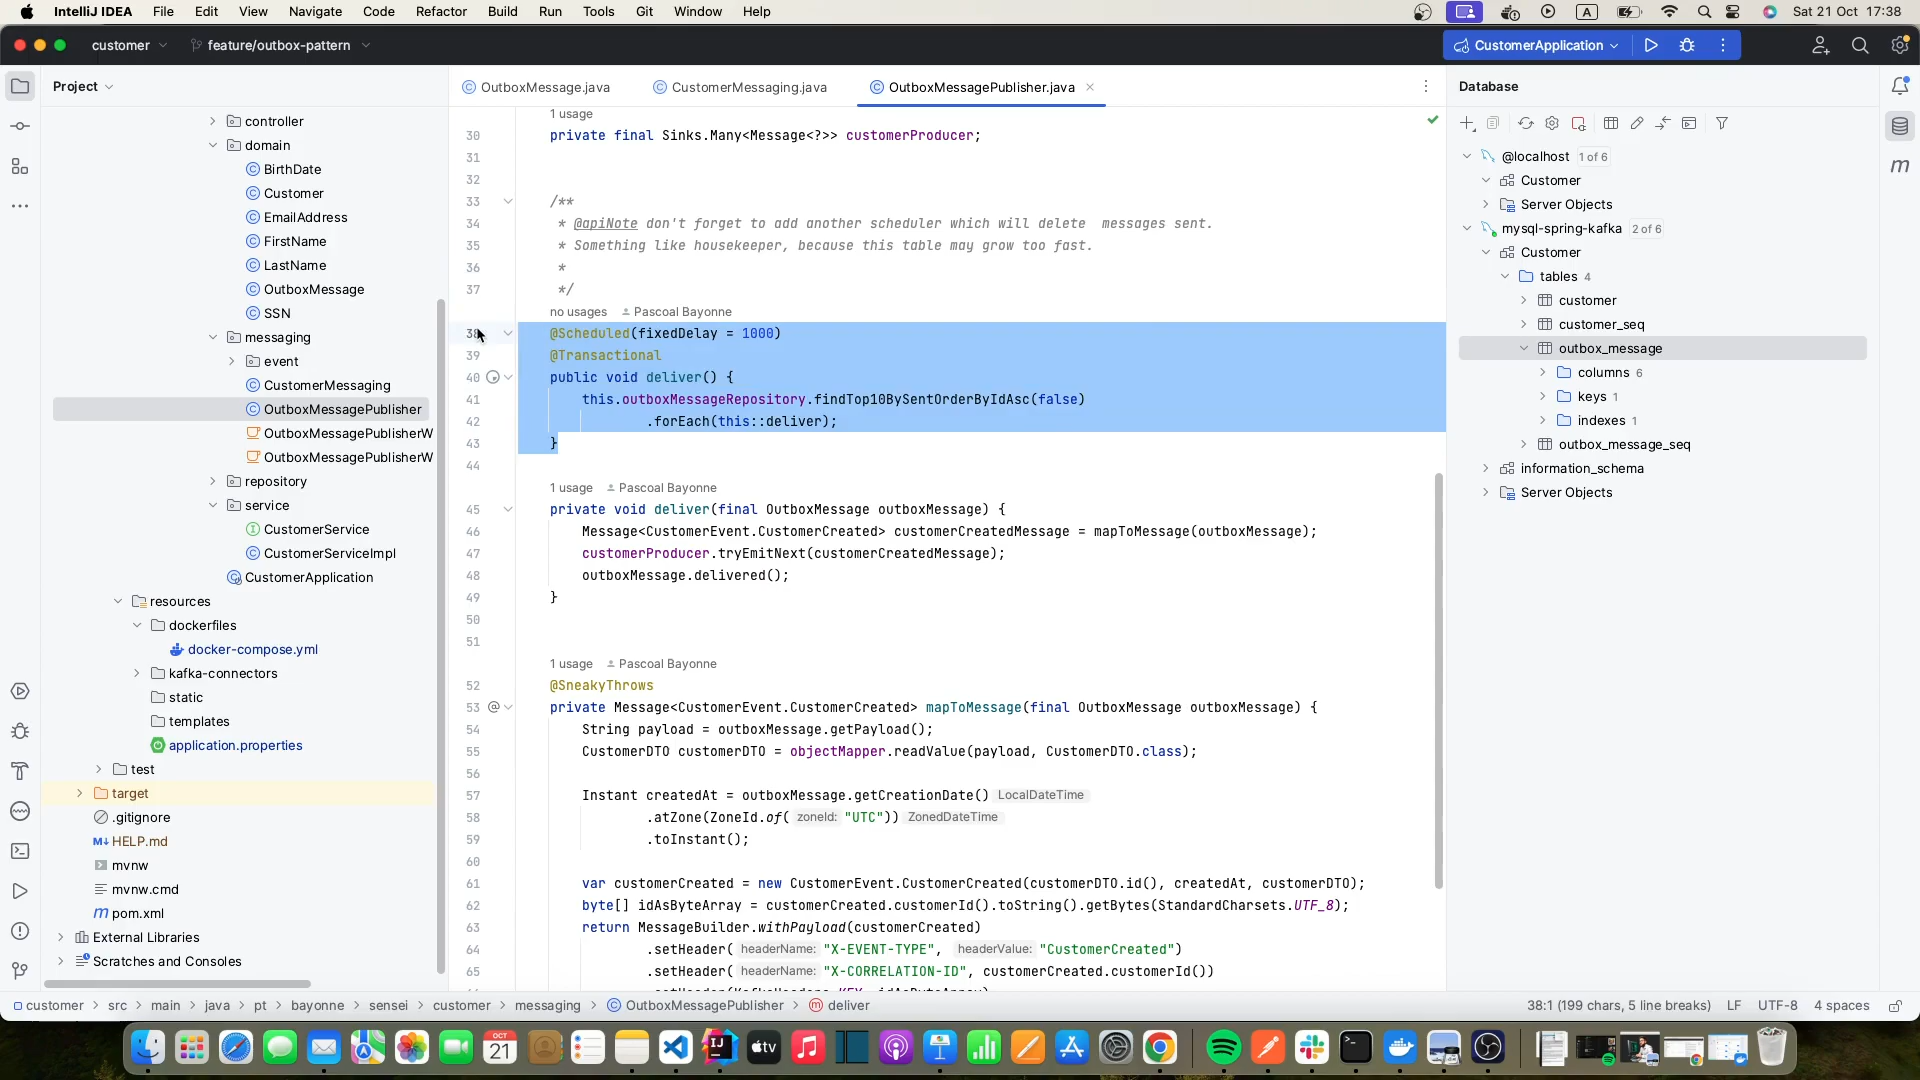 IntelliJ IDEA File Edit View Navigate Code Refactor Build Run Tools Git Window Help A Sat 21 Oct 17:38
customer feature/outbox-pattern CustomerApplication
Project
controller
domain
BirthDate
Customer
EmailAddress
FirstName
LastName
OutboxMessage
SSN
messaging
event
CustomerMessaging
OutboxMessagePublisher
OutboxMessagePublisherW
OutboxMessagePublisherW
repository
service
CustomerService
CustomerServiceImpl
CustomerApplication
resources
dockerfiles
docker-compose.yml
kafka-connectors
static
templates
application.properties
test
target
.gitignore
HELP.md
mvnw
mvnw.cmd
pom.xml
External Libraries
Scratches and Consoles
OutboxMessage.java CustomerMessaging.java OutboxMessagePublisher.java
1 usage
30 private final Sinks.Many<Message<?>> customerProducer;
31
32
33 /**
34 * @apiNote don't forget to add another scheduler which will delete  messages sent.
35 * Something like housekeeper, because this table may grow too fast.
36 *
37 */
no usages Pascoal Bayonne
38 @Scheduled(fixedDelay = 1000)
39 @Transactional
40 public void deliver() {
41 this.outboxMessageRepository.findTop10BySentOrderByIdAsc(false)
42 .forEach(this::deliver);
43 }
44
1 usage Pascoal Bayonne
45 private void deliver(final OutboxMessage outboxMessage) {
46 Message<CustomerEvent.CustomerCreated> customerCreatedMessage = mapToMessage(outboxMessage);
47 customerProducer.tryEmitNext(customerCreatedMessage);
48 outboxMessage.delivered();
49 }
50
51
1 usage Pascoal Bayonne
52 @SneakyThrows
53 private Message<CustomerEvent.CustomerCreated> mapToMessage(final OutboxMessage outboxMessage) {
54 String payload = outboxMessage.getPayload();
55 CustomerDTO customerDTO = objectMapper.readValue(payload, CustomerDTO.class);
56
57 Instant createdAt = outboxMessage.getCreationDate() LocalDateTime
58 .atZone(ZoneId.of( zoneId: "UTC")) ZonedDateTime
59 .toInstant();
60
61 var customerCreated = new CustomerEvent.CustomerCreated(customerDTO.id(), createdAt, customerDTO);
62 byte[] idAsByteArray = customerCreated.customerId().toString().getBytes(StandardCharsets.UTF_8);
63 return MessageBuilder.withPayload(customerCreated)
64 .setHeader( headerName: "X-EVENT-TYPE", headerValue: "CustomerCreated")
65 .setHeader( headerName: "X-CORRELATION-ID", customerCreated.customerId())
Database
@localhost 1 of 6
Customer
Server Objects
mysql-spring-kafka 2 of 6
Customer
tables 4
customer
customer_seq
outbox_message
columns 6
keys 1
indexes 1
outbox_message_seq
information_schema
Server Objects
customer > src > main > java > pt > bayonne > sensei > customer > messaging > OutboxMessagePublisher > deliver 38:1 (199 chars, 5 line breaks) LF UTF-8 4 spaces